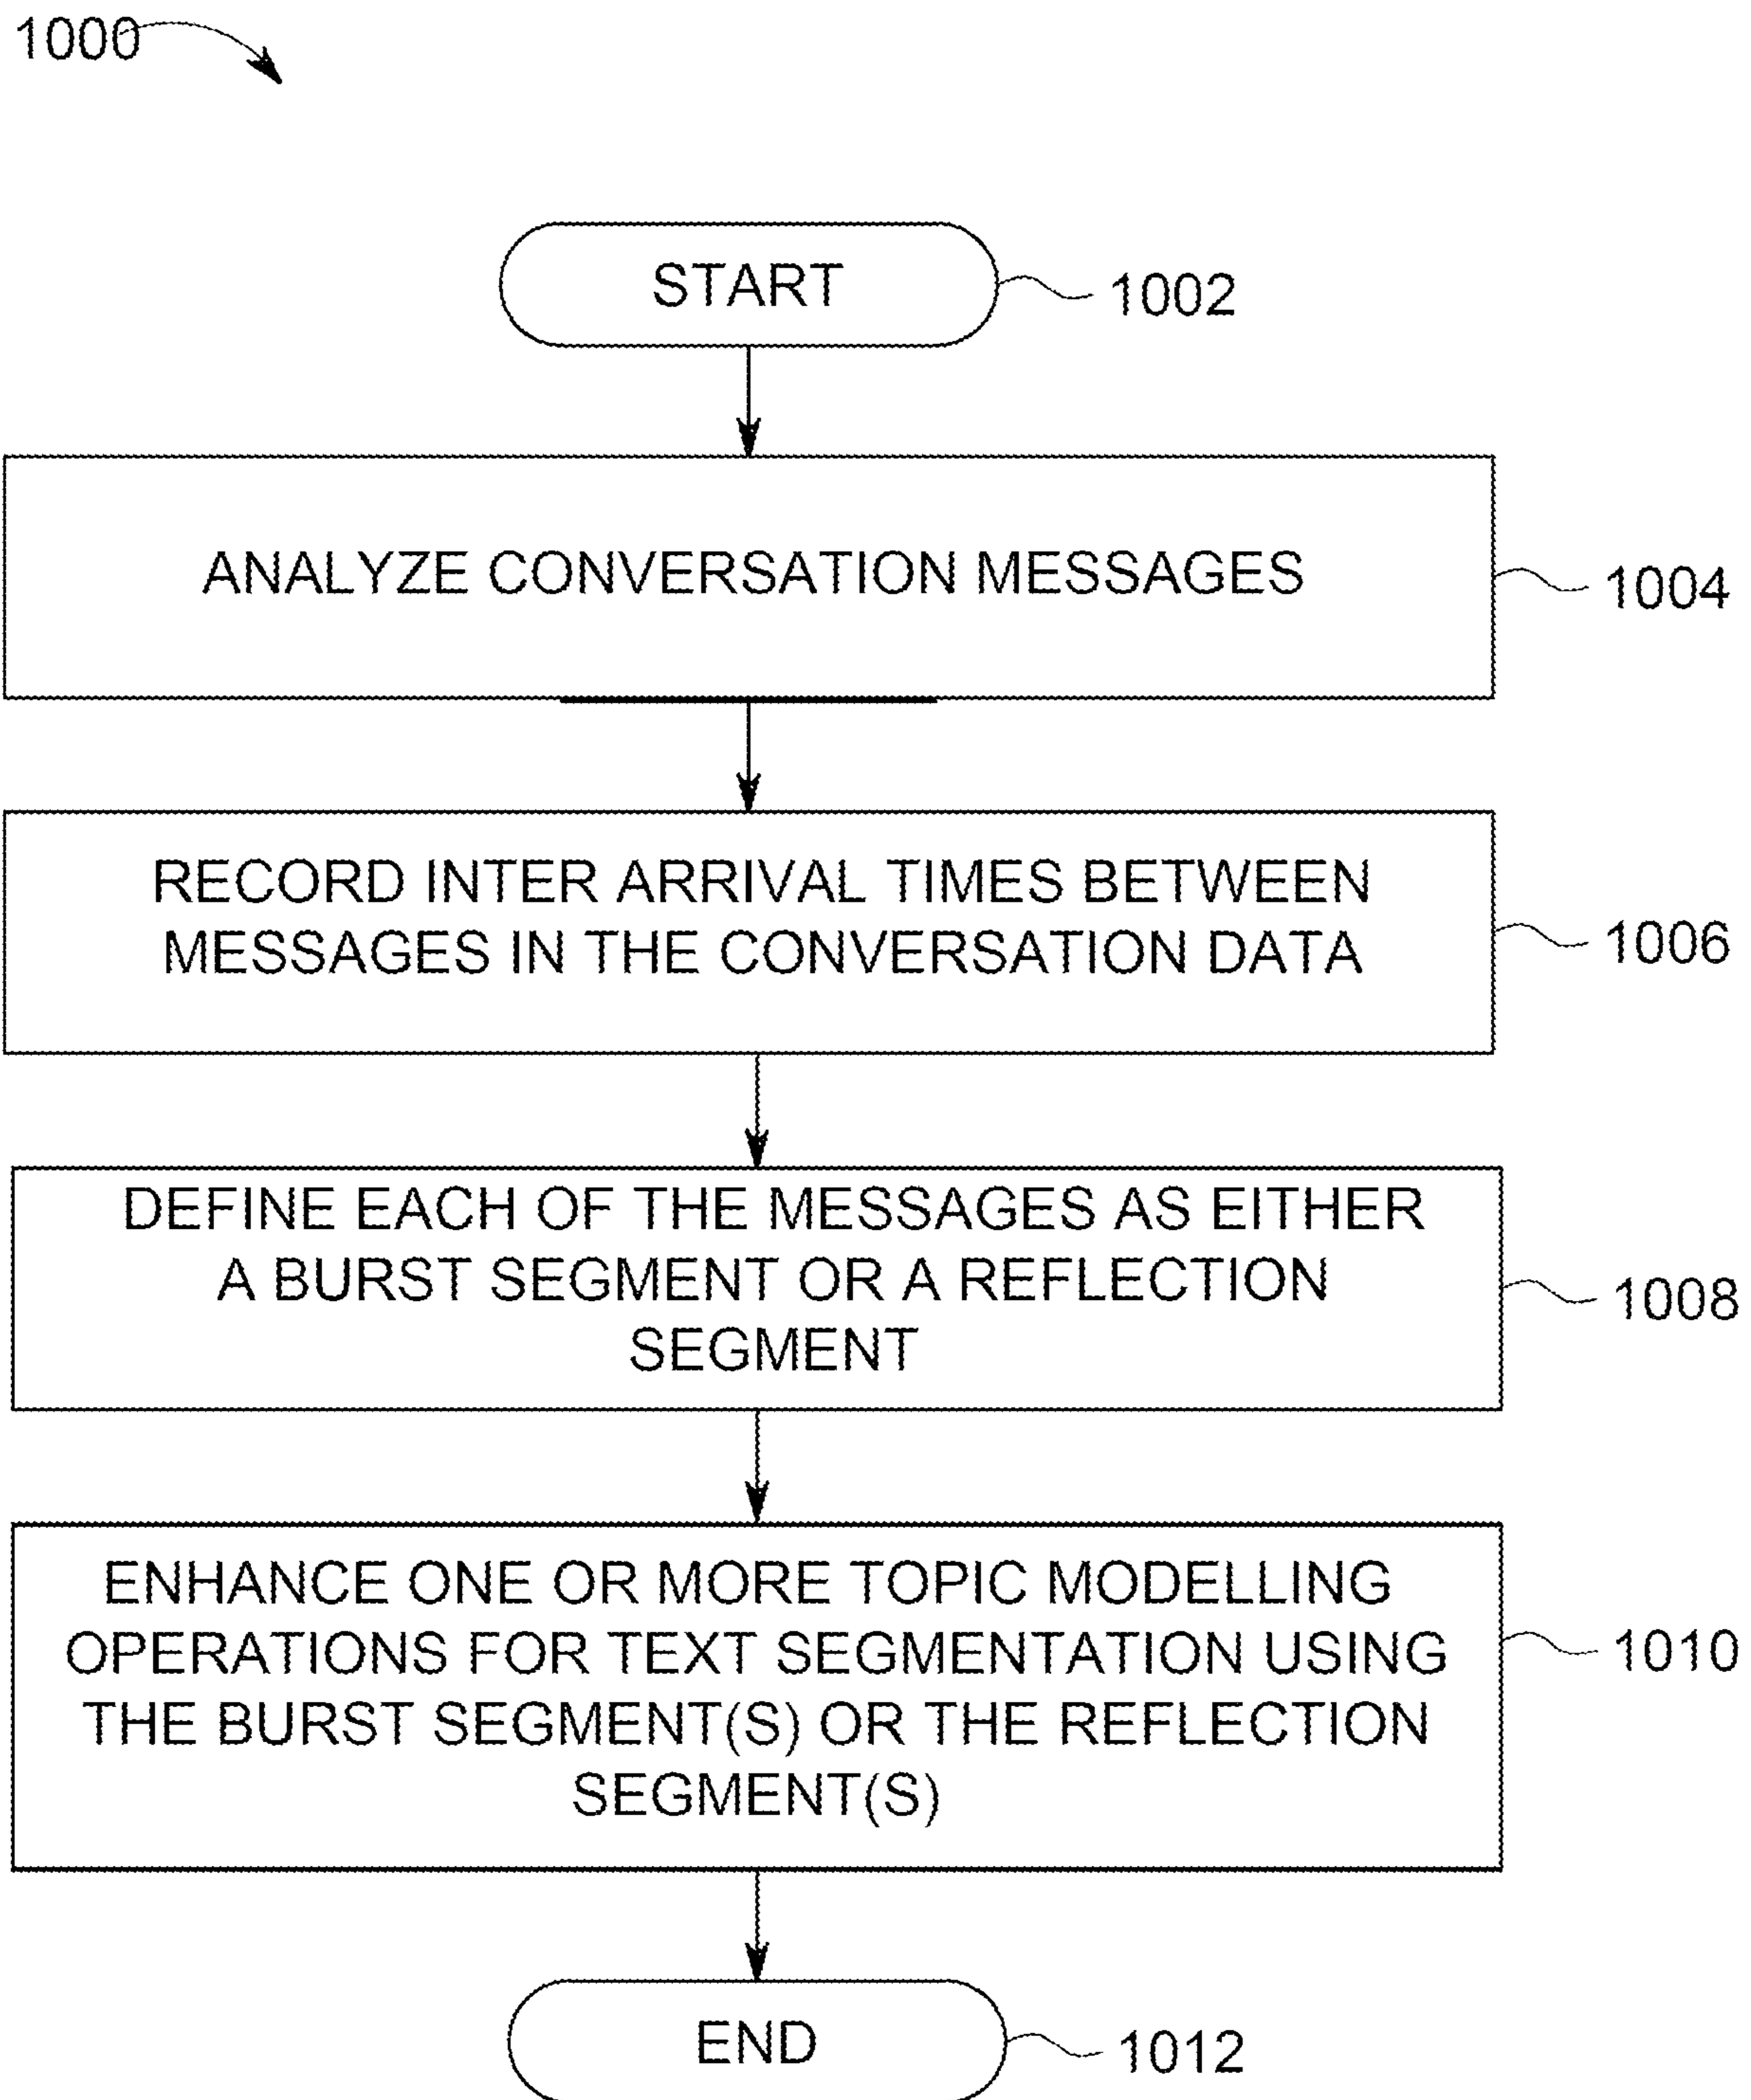 1000
START
1002
ANALYZE CONVERSATION MESSAGES
1004
RECORD INTER ARRIVAL TIMES BETWEEN
MESSAGES IN THE CONVERSATION DATA
1006
DEFINE EACH OF THE MESSAGES AS EITHER
A BURST SEGMENT OR A REFLECTION
SEGMENT
1008
ENHANCE ONE OR MORE TOPIC MODELLING
OPERATIONS FOR TEXT SEGMENTATION USING
THE BURST SEGMENT(S) OR THE REFLECTION
SEGMENT(S)
1010
END
1012